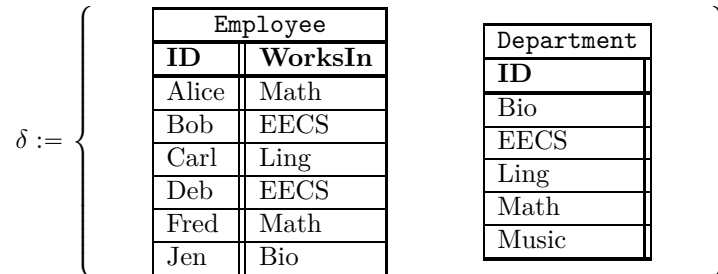 δ :=
Employee
ID WorksIn
Alice Math
Bob EECS
Carl Ling
Deb EECS
Fred Math
Jen Bio
Department
ID
Bio
EECS
Ling
Math
Music